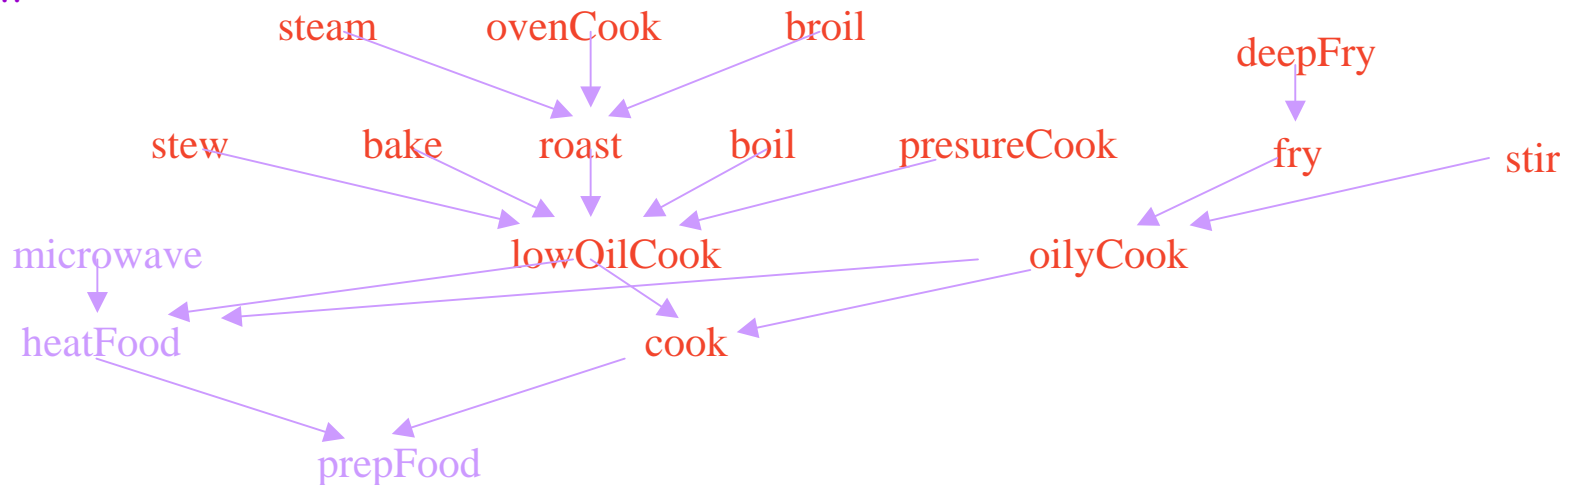 steam ovenCook broil
deepFry
stew bake roast boil presureCook fry stir
microwave lowOilCook oilyCook
heatFood cook
prepFood